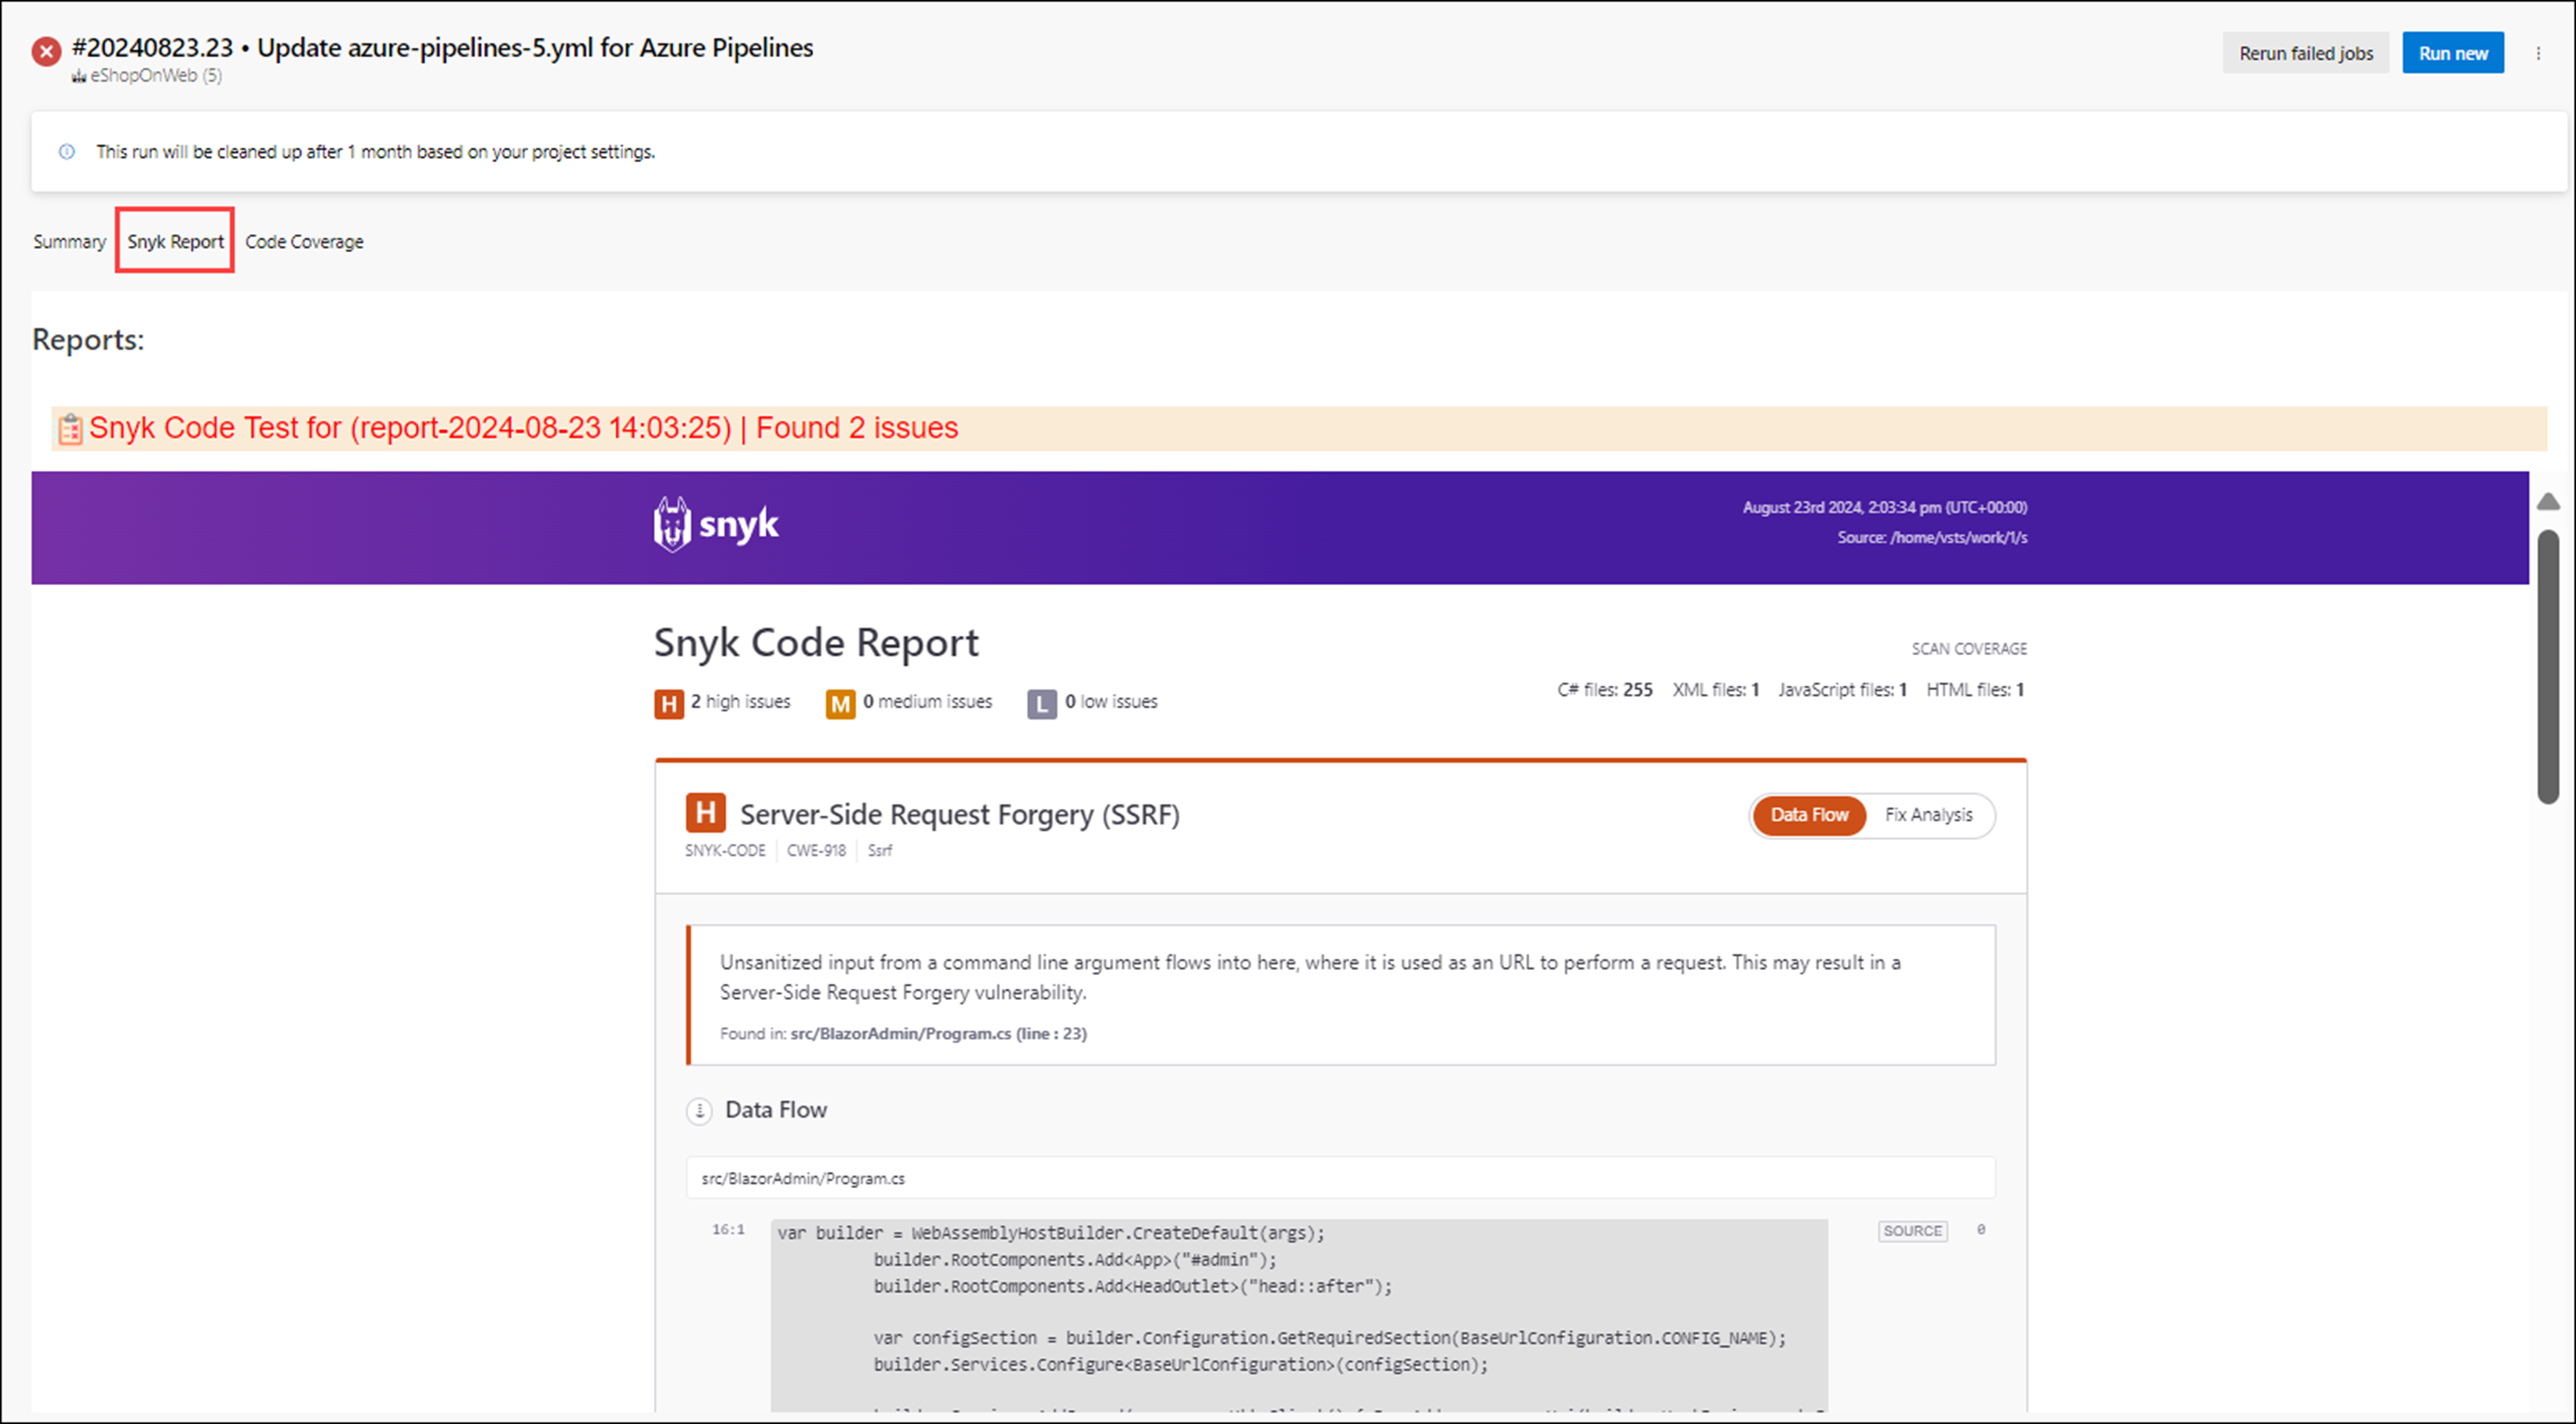 #20240823.23 • Update azure-pipelines-5.yml for Azure Pipelines
eShopOnWeb (5)
Rerun failed jobs
Run new
This run will be cleaned up after 1 month based on your project settings.
Summary Snyk Report Code Coverage
Reports:
Snyk Code Test for (report-2024-08-23 14:03:25) | Found 2 issues
snyk
August 23rd 2024, 2:03:34 pm (UTC+00:00)
Source: /home/vsts/work/1/s
Snyk Code Report
SCAN COVERAGE
H 2 high issues M 0 medium issues L 0 low issues
C# files: 255 XML files: 1 JavaScript files: 1 HTML files: 1
H Server-Side Request Forgery (SSRF)
Data Flow Fix Analysis
SNYK-CODE CWE-918 Ssrf
Unsanitized input from a command line argument flows into here, where it is used as an URL to perform a request. This may result in a
Server-Side Request Forgery vulnerability.
Found in: src/BlazorAdmin/Program.cs (line : 23)
Data Flow
src/BlazorAdmin/Program.cs
16:1 var builder = WebAssemblyHostBuilder.CreateDefault(args); SOURCE 0
builder.RootComponents.Add<App>("#admin");
builder.RootComponents.Add<HeadOutlet>("head::after");
var configSection = builder.Configuration.GetRequiredSection(BaseUrlConfiguration.CONFIG_NAME);
builder.Services.Configure<BaseUrlConfiguration>(configSection);